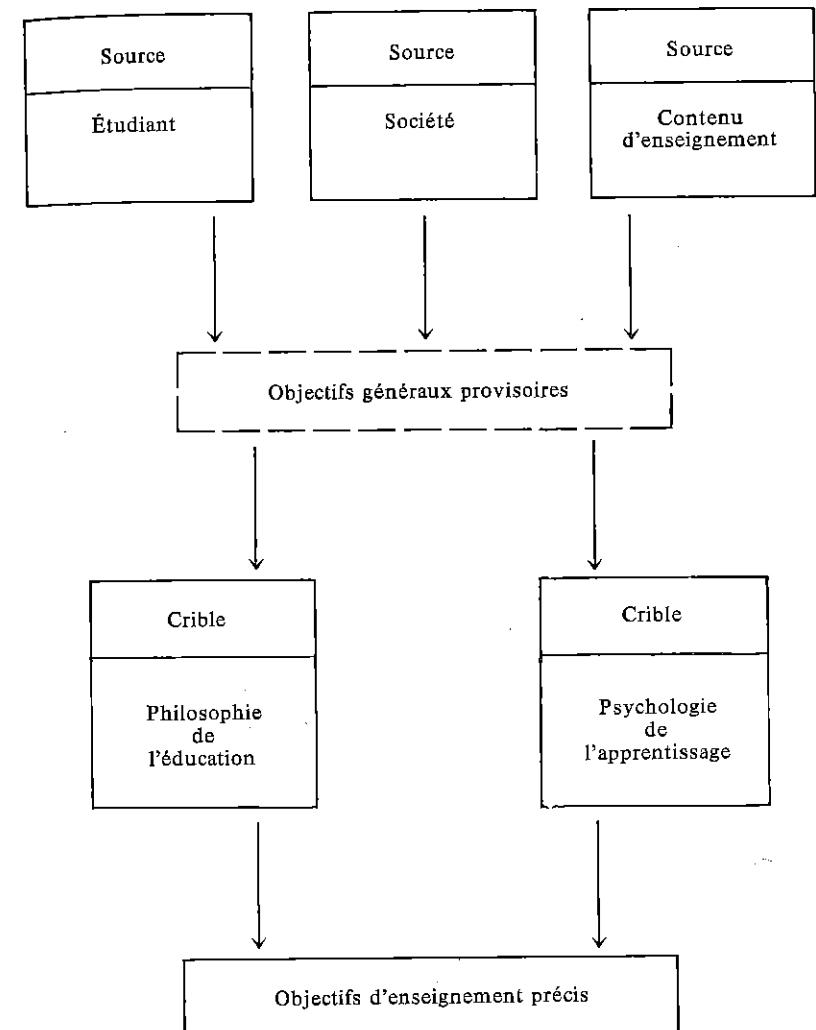 Source
Étudiant
Source
Société
Source
Contenu
d'enseignement
Objectifs généraux provisoires
Crible
Philosophie
de
l'éducation
Crible
Psychologie
de
l'apprentissage
Objectifs d'enseignement précis